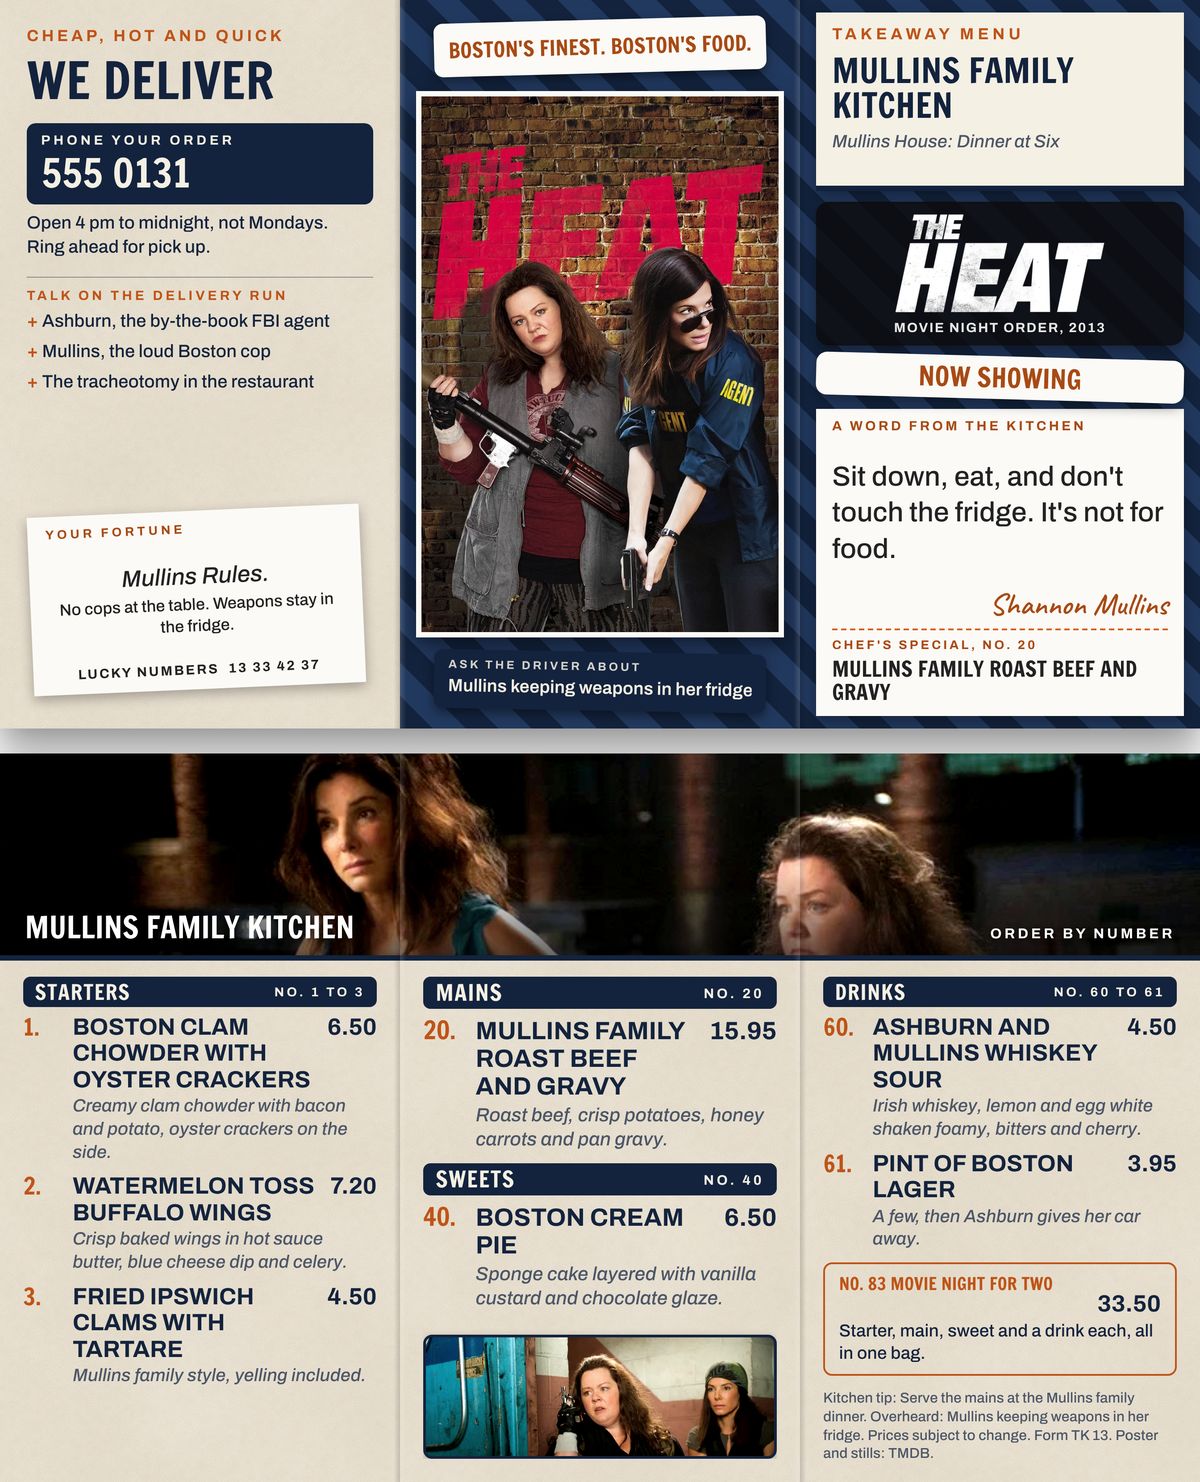 CHEAP, HOT AND QUICK
WE DELIVER
PHONE YOUR ORDER
555 0131
Open 4 pm to midnight, not Mondays.
Ring ahead for pick up.
TALK ON THE DELIVERY RUN
+ Ashburn, the by-the-book FBI agent
+ Mullins, the loud Boston cop
+ The tracheotomy in the restaurant
YOUR FORTUNE
Mullins Rules.
No cops at the table. Weapons stay in
the fridge.
LUCKY NUMBERS 13 33 42 37
BOSTON'S FINEST. BOSTON'S FOOD.
THE
HEAT
AGENT
GENT
ASK THE DRIVER ABOUT
Mullins keeping weapons in her fridge
TAKEAWAY MENU
MULLINS FAMILY
KITCHEN
Mullins House: Dinner at Six
THE
HEAT
MOVIE NIGHT ORDER, 2013
NOW SHOWING
A WORD FROM THE KITCHEN
Sit down, eat, and don't
touch the fridge. It's not for
food.
Shannon Mullins
CHEF'S SPECIAL, NO. 20
MULLINS FAMILY ROAST BEEF AND
GRAVY
MULLINS FAMILY KITCHEN
ORDER BY NUMBER
STARTERS NO. 1 TO 3
1. BOSTON CLAM 6.50
CHOWDER WITH
OYSTER CRACKERS
Creamy clam chowder with bacon
and potato, oyster crackers on the
side.
2. WATERMELON TOSS 7.20
BUFFALO WINGS
Crisp baked wings in hot sauce
butter, blue cheese dip and celery.
3. FRIED IPSWICH 4.50
CLAMS WITH
TARTARE
Mullins family style, yelling included.
MAINS NO. 20
20. MULLINS FAMILY 15.95
ROAST BEEF
AND GRAVY
Roast beef, crisp potatoes, honey
carrots and pan gravy.
SWEETS NO. 40
40. BOSTON CREAM 6.50
PIE
Sponge cake layered with vanilla
custard and chocolate glaze.
DRINKS NO. 60 TO 61
60. ASHBURN AND 4.50
MULLINS WHISKEY
SOUR
Irish whiskey, lemon and egg white
shaken foamy, bitters and cherry.
61. PINT OF BOSTON 3.95
LAGER
A few, then Ashburn gives her car
away.
NO. 83 MOVIE NIGHT FOR TWO
33.50
Starter, main, sweet and a drink each, all
in one bag.
Kitchen tip: Serve the mains at the Mullins family
dinner. Overheard: Mullins keeping weapons in her
fridge. Prices subject to change. Form TK 13. Poster
and stills: TMDB.